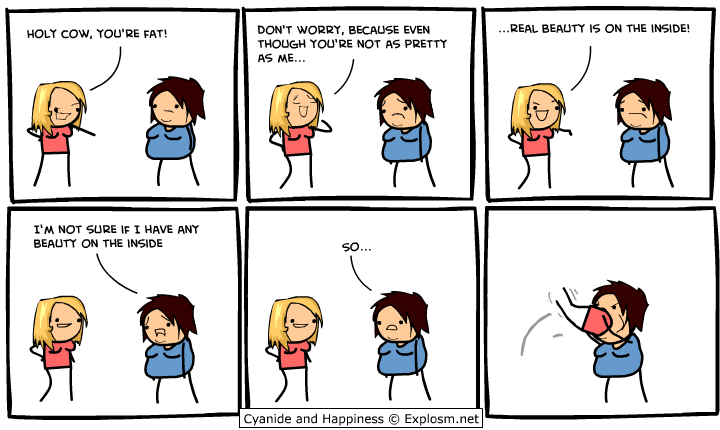 HOLY COW, YOU'RE FAT!
DON'T WORRY, BECAUSE EVEN
THOUGH YOU'RE NOT AS PRETTY
AS ME...
...REAL BEAUTY IS ON THE INSIDE!
I'M NOT SURE IF I HAVE ANY
BEAUTY ON THE INSIDE
SO...
Cyanide and Happiness © Explosm.net